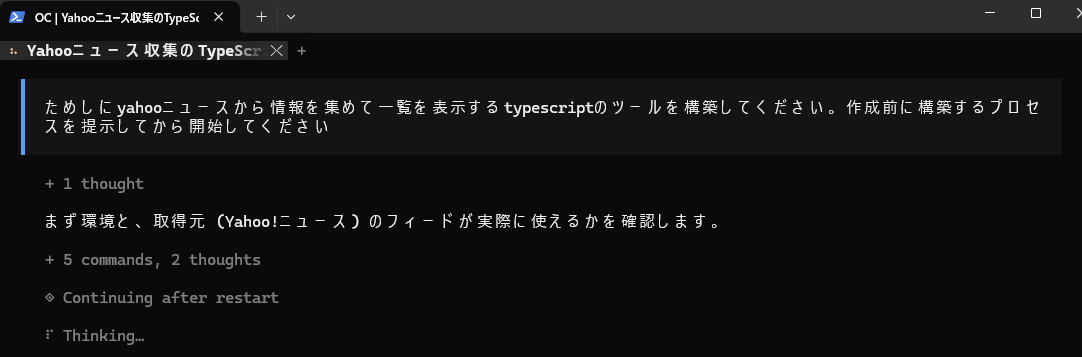 OC | Yahooニュース収集のTypeSc
Yahooニュース収集のTypeScr
ためしにyahooニュースから情報を集めて一覧を表示するtypescriptのツールを構築してください。作成前に構築するプロセ
スを提示してから開始してください
+ 1 thought
まず環境と、取得元 (Yahoo!ニュース) のフィードが実際に使えるかを確認します。
+ 5 commands, 2 thoughts
Continuing after restart
Thinking…